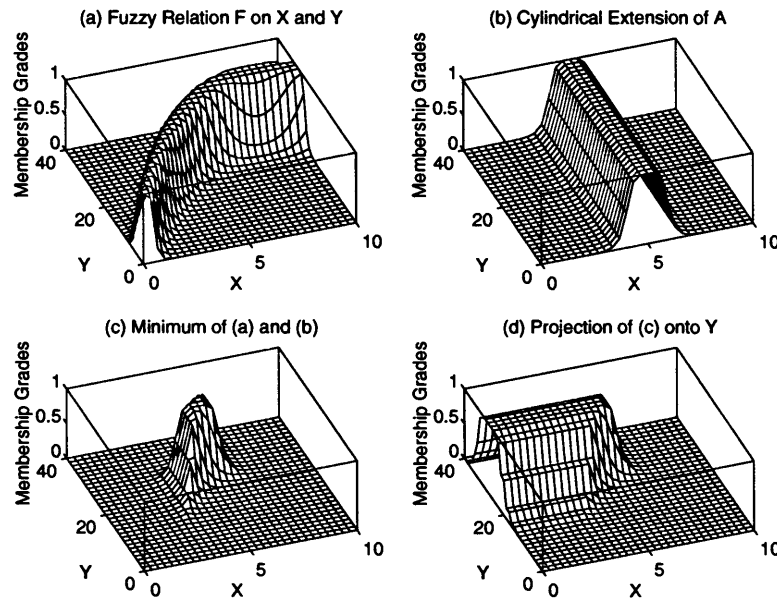 (a) Fuzzy Relation F on X and Y
Membership Grades
1
0.5
0
40
20
0
Y
0
5
10
X
(b) Cylindrical Extension of A
Membership Grades
1
0.5
0
40
20
0
Y
0
5
10
X
(c) Minimum of (a) and (b)
Membership Grades
1
0.5
0
40
20
0
Y
0
5
10
X
(d) Projection of (c) onto Y
Membership Grades
1
0.5
0
40
20
0
Y
0
5
10
X